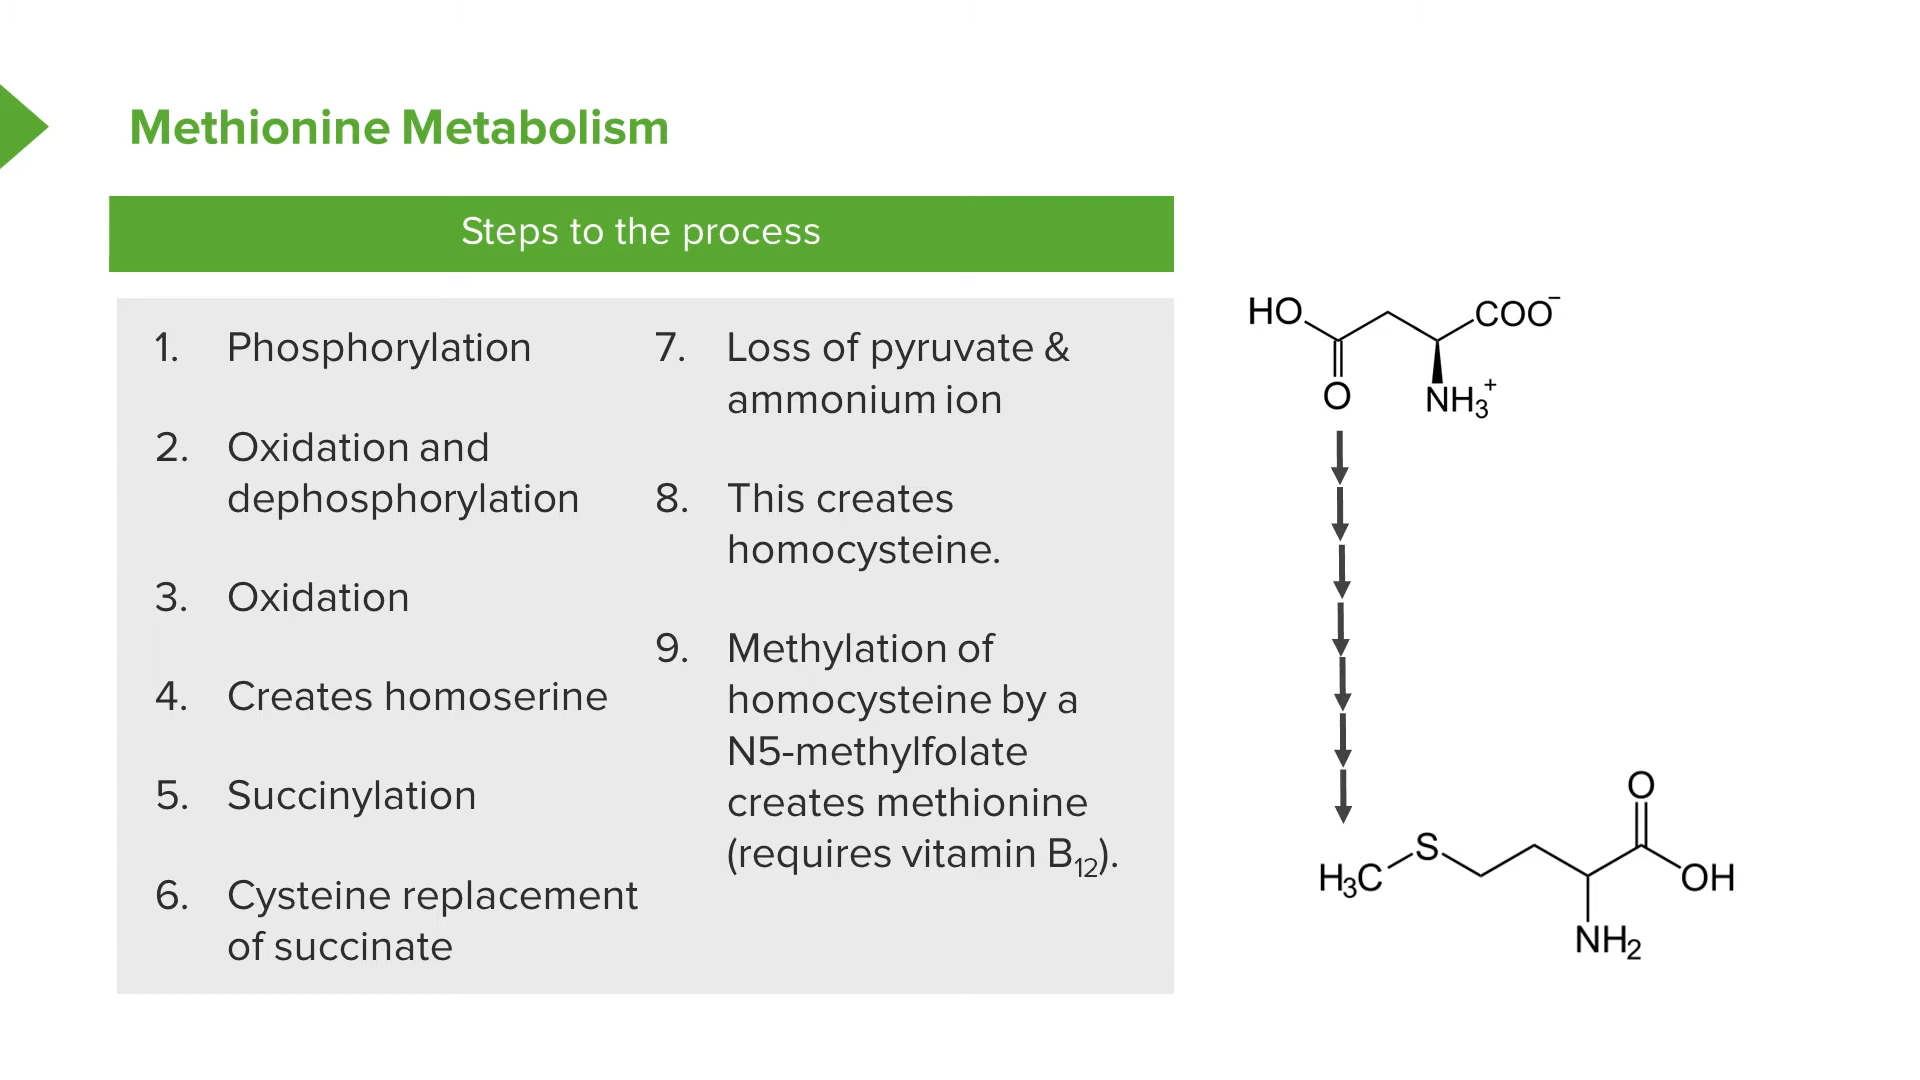 Methionine Metabolism
Steps to the process
1. Phosphorylation
2. Oxidation and
dephosphorylation
3. Oxidation
4. Creates homoserine
5. Succinylation
6. Cysteine replacement
of succinate
7. Loss of pyruvate &
ammonium ion
8. This creates
homocysteine.
9. Methylation of
homocysteine by a
N5-methylfolate
creates methionine
(requires vitamin B₁₂).
HO
COO⁻
O
NH₃⁺
O
S
H₃C
OH
NH₂